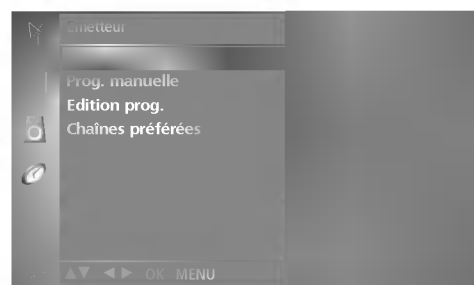 Emetteur
Prog. manuelle
Edition prog.
Chaînes préférées
▲▼ ◀▶ OK MENU